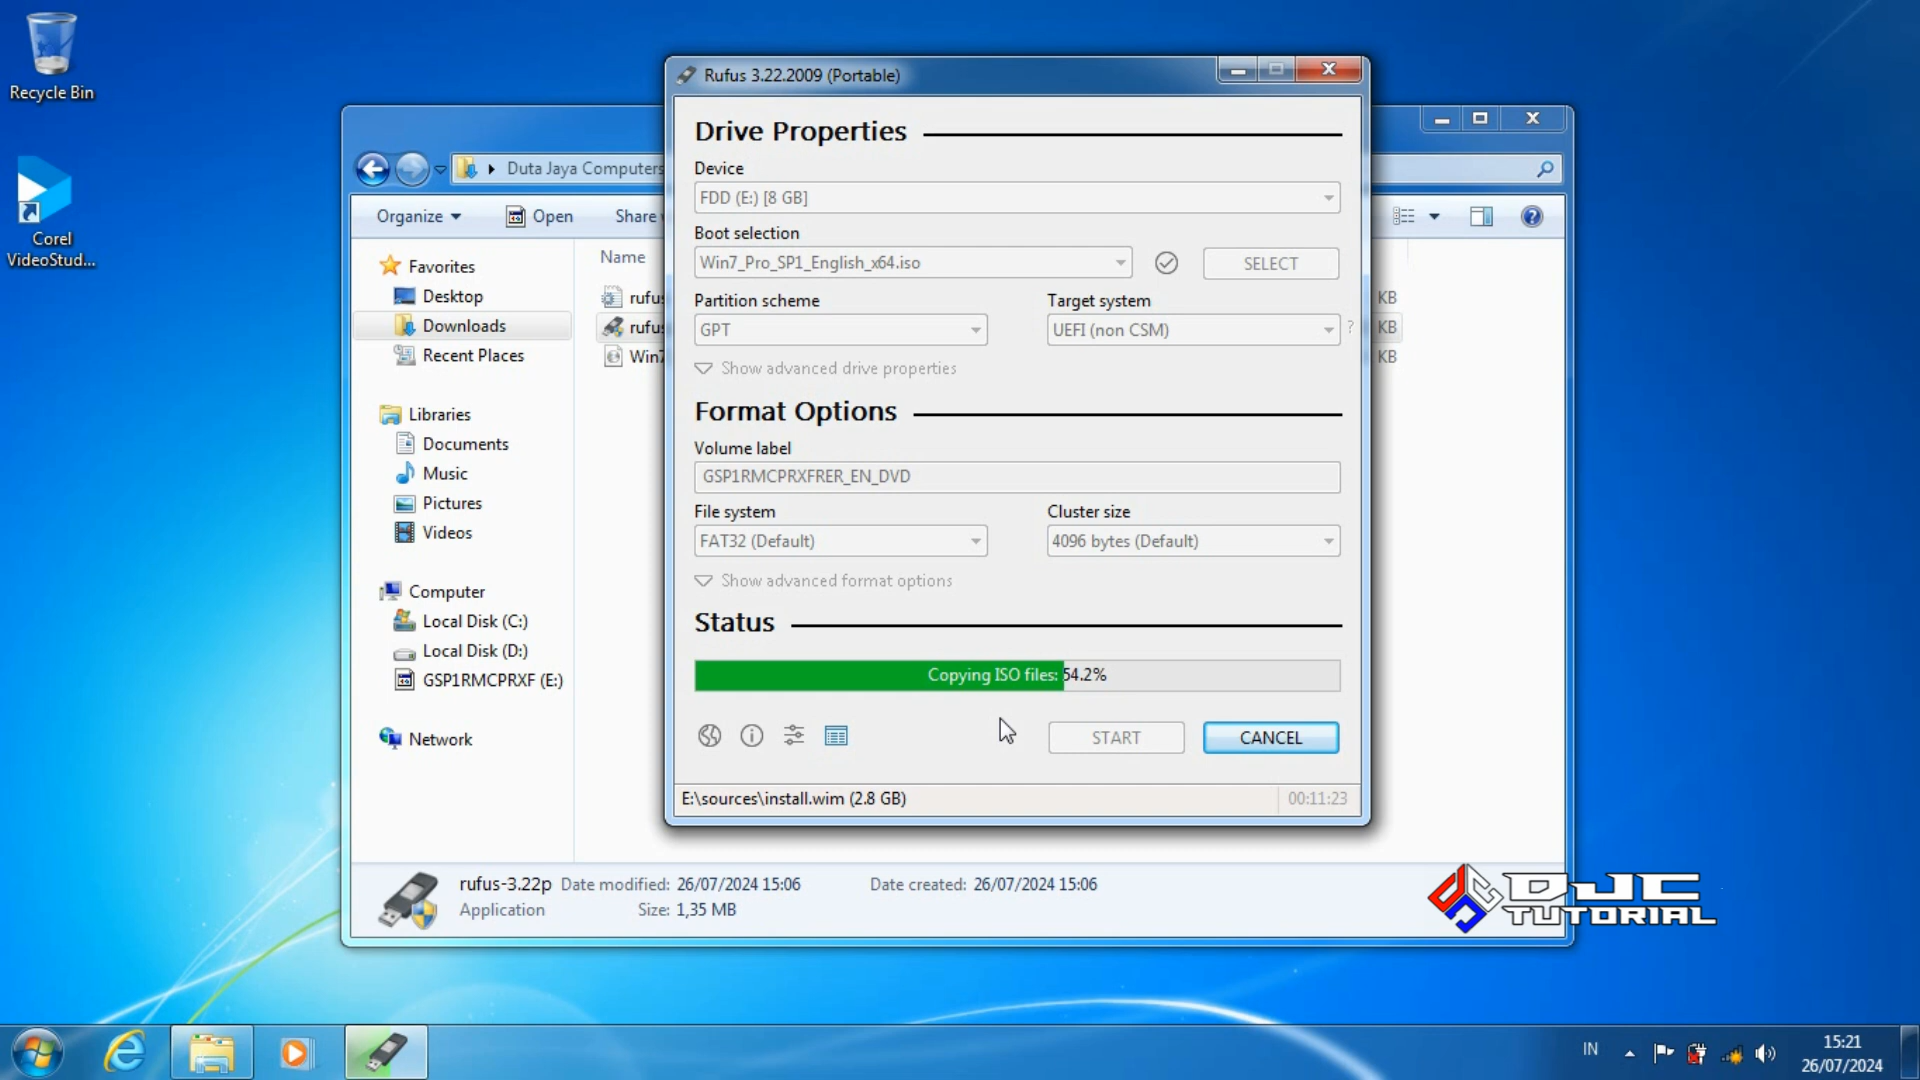 Recycle Bin
Corel
VideoStud...
Duta Jaya Computers
Organize
Open
Share
Favorites
Desktop
Downloads
Recent Places
Libraries
Documents
Music
Pictures
Videos
Computer
Local Disk (C:)
Local Disk (D:)
GSP1RMCPRXF (E:)
Network
Name
rufus
rufus
Win7
KB
KB
KB
Rufus 3.22.2009 (Portable)
Drive Properties
Device
FDD (E:) [8 GB]
Boot selection
Win7_Pro_SP1_English_x64.iso
SELECT
Partition scheme
Target system
GPT
UEFI (non CSM)
?
Show advanced drive properties
Format Options
Volume label
GSP1RMCPRXFRER_EN_DVD
File system
Cluster size
FAT32 (Default)
4096 bytes (Default)
Show advanced format options
Status
Copying ISO files: 54.2%
START
CANCEL
E:\sources\install.wim (2.8 GB)
00:11:23
rufus-3.22p Date modified: 26/07/2024 15:06 Date created: 26/07/2024 15:06
Application Size: 1,35 MB
DJC
TUTORIAL
IN
15:21
26/07/2024